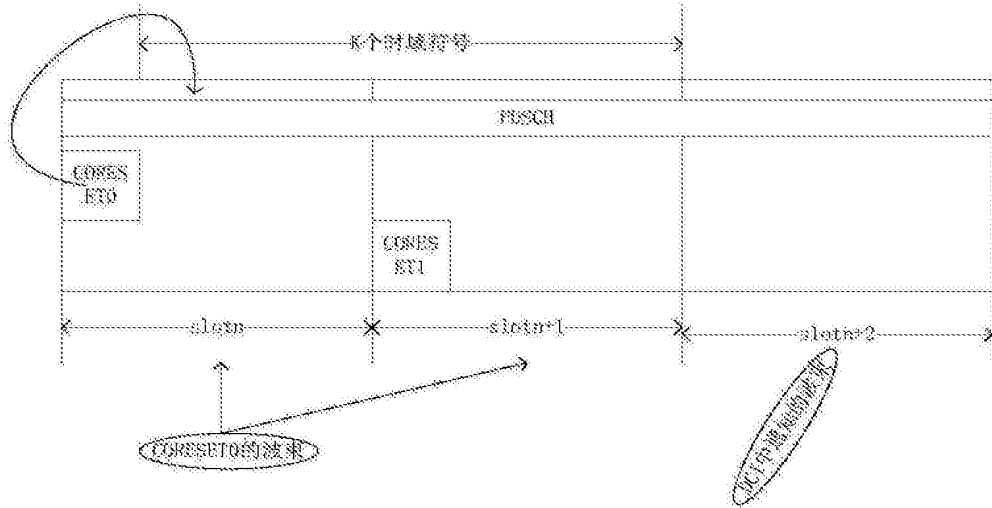 K个时域符号
PDSCH
CORES
ET0
CORES
ET1
slotn
slotn+1
slotn+2
CORESET0的波束
DCI中通知的波束